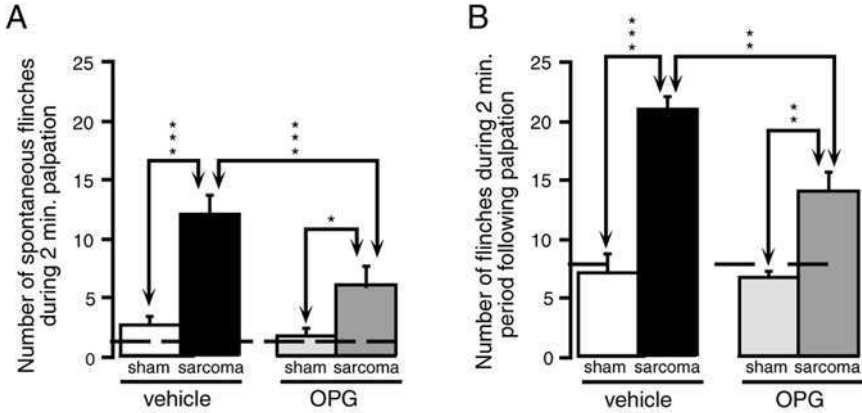 A
Number of spontaneous flinches
during 2 min. palpation
25
20
15
10
5
0
* * *
* * *
*
sham
sarcoma
sham
sarcoma
vehicle
OPG
B
Number of flinches during 2 min.
period following palpation
25
20
15
10
5
0
* * *
* *
* *
sham
sarcoma
sham
sarcoma
vehicle
OPG